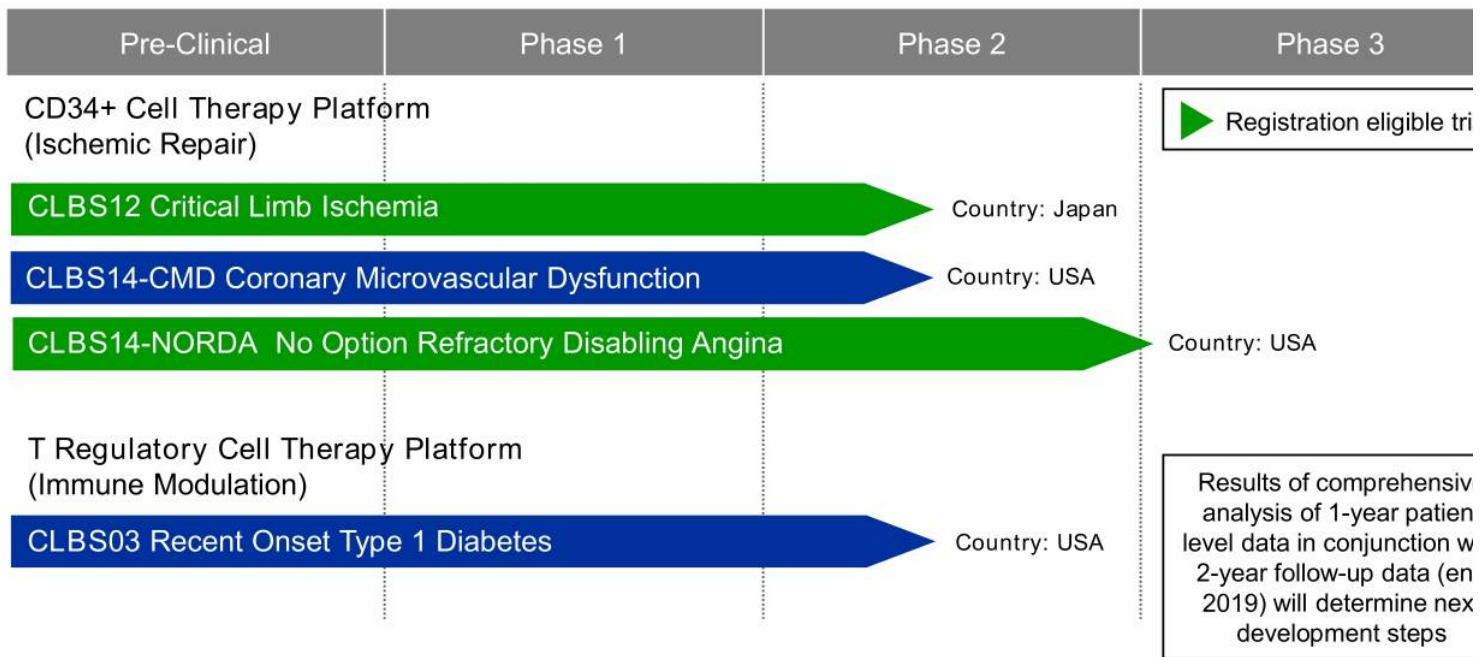 Pre-Clinical
Phase 1
Phase 2
Phase 3
CD34+ Cell Therapy Platform
(Ischemic Repair)
Registration eligible
CLBS12 Critical Limb Ischemia
Country: Japan
CLBS14-CMD Coronary Microvascular Dysfunction
Country: USA
CLBS14-NORDA No Option Refractory Disabling Angina
Country: USA
T Regulatory Cell Therapy Platform
(Immune Modulation)
CLBS03 Recent Onset Type 1 Diabetes
Country: USA
Results of
analysis of 1-year
level data in conjunction
2-year follow-up data
2019) will determine
development steps